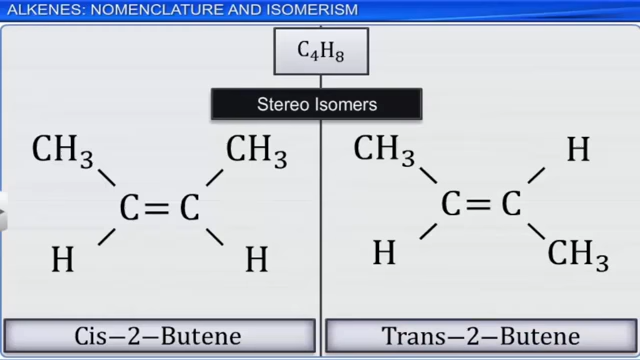 ALKENES: NOMENCLATURE AND ISOMERISM
C₄H₈
Stereo Isomers
CH₃ CH₃
C=C
H H
Cis−2−Butene
CH₃ H
C=C
H CH₃
Trans−2−Butene